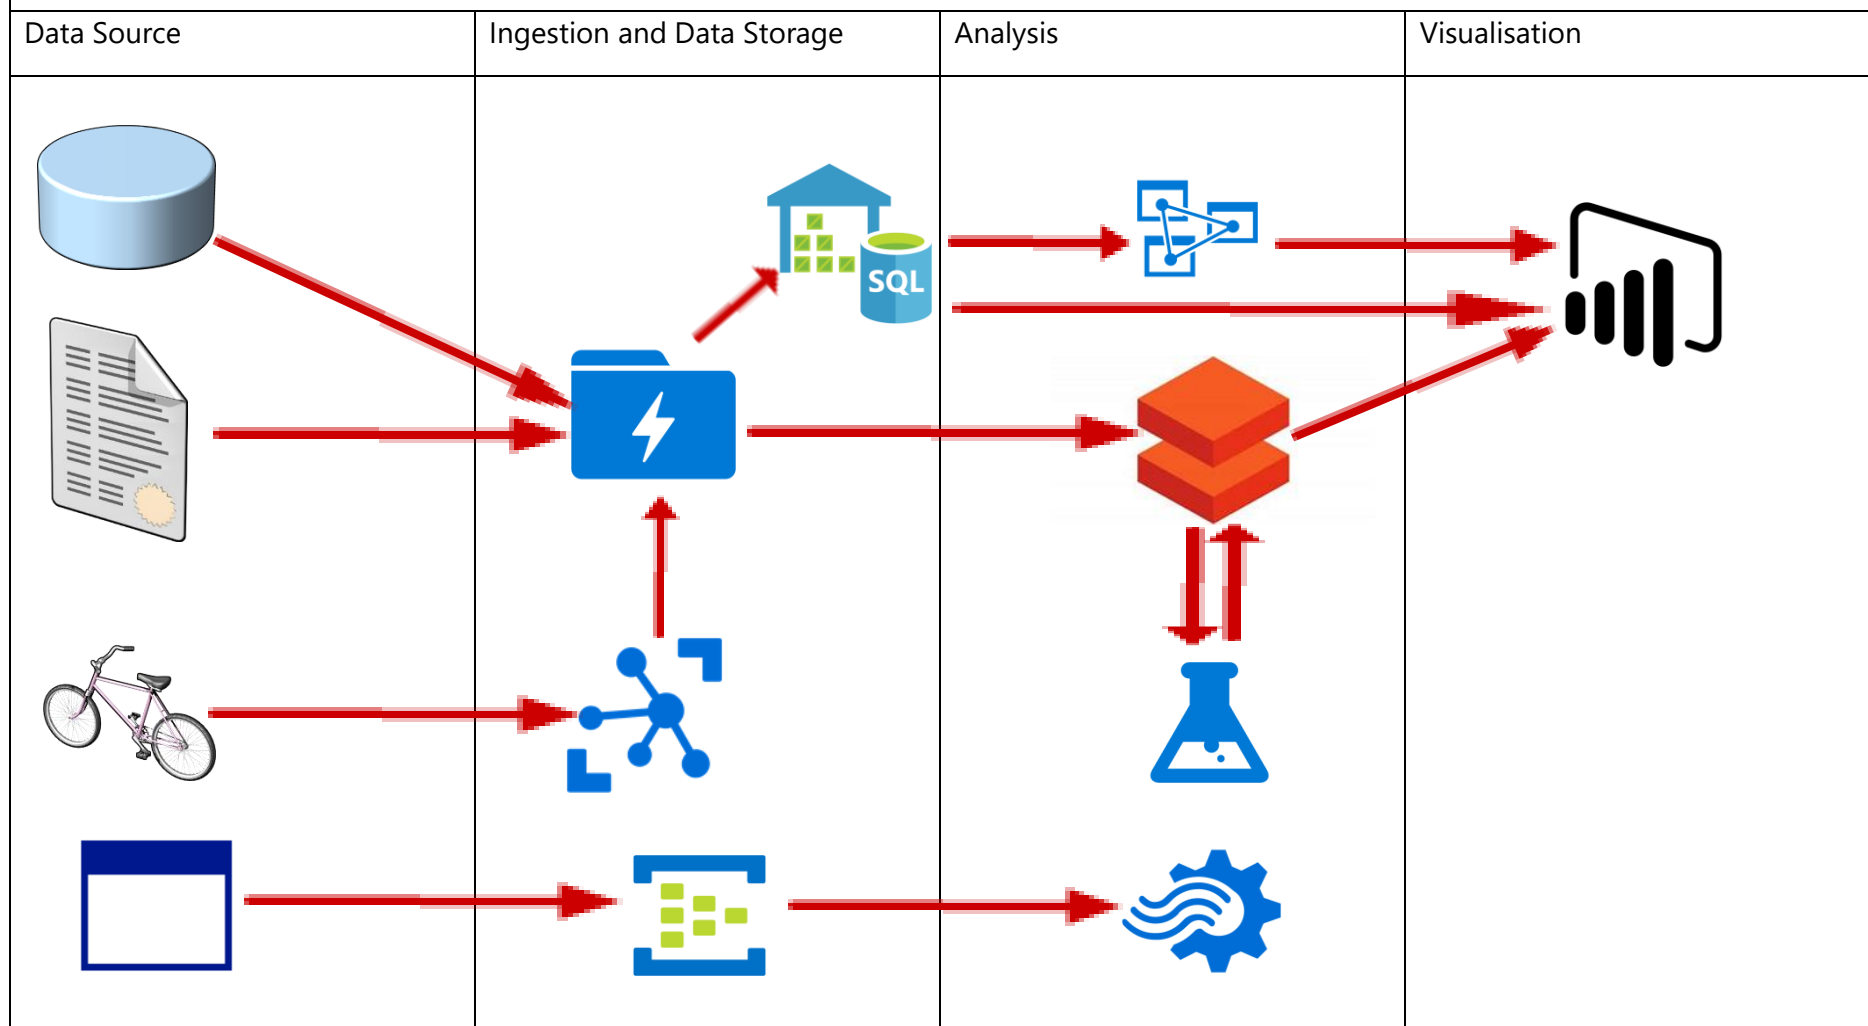 Data Source
Ingestion and Data Storage
Analysis
Visualisation
SQL